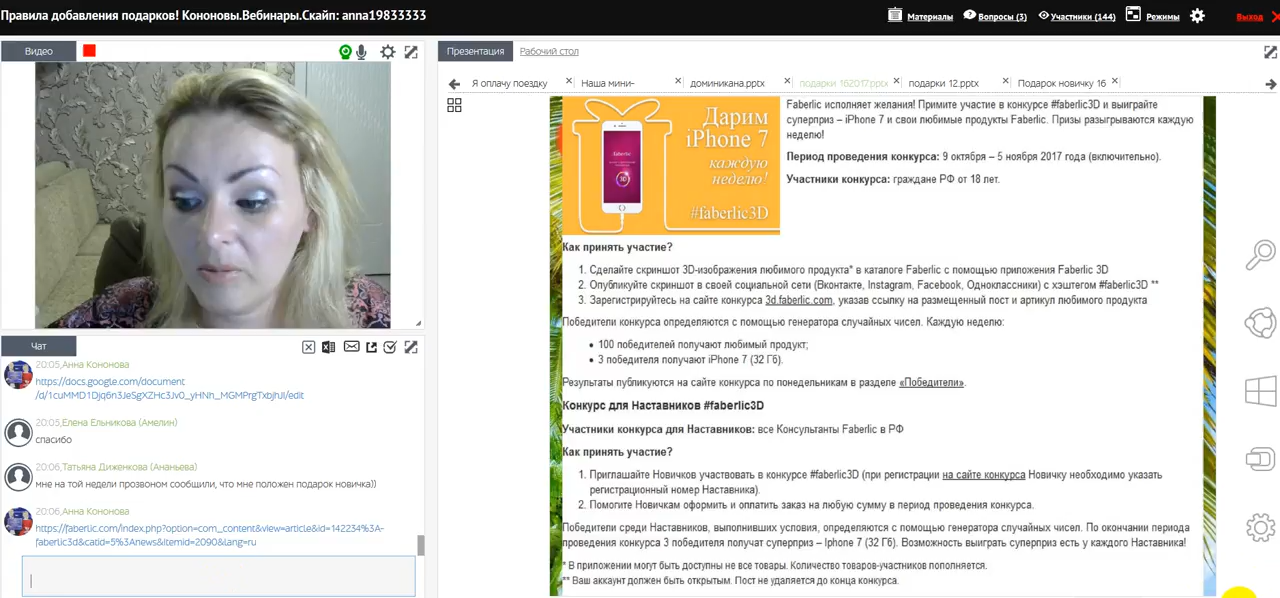 Правила добавления подарков! Кононовы.Вебинары.Скайп: anna19833333
Материалы Вопросы (3) Участники (144) Режимы Выход
Видео
Презентация Рабочий стол
Я оплачу поездку Наша мини- доминикана.pptx подарки 162017.pptx подарки 12.pptx Подарок новичку 16
Дарим
iPhone 7
каждую
неделю!
#faberlic3D
Faberlic исполняет желания! Примите участие в конкурсе #faberlic3D и выиграйте
суперприз – iPhone 7 и свои любимые продукты Faberlic. Призы разыгрываются каждую
неделю!
Период проведения конкурса: 9 октября – 5 ноября 2017 года (включительно).
Участники конкурса: граждане РФ от 18 лет.
Как принять участие?
1. Сделайте скриншот 3D-изображения любимого продукта* в каталоге Faberlic с помощью приложения Faberlic 3D
2. Опубликуйте скриншот в своей социальной сети (Вконтакте, Instagram, Facebook, Одноклассники) с хэштегом #faberlic3D **
3. Зарегистрируйтесь на сайте конкурса 3d.faberlic.com, указав ссылку на размещенный пост и артикул любимого продукта
Победители конкурса определяются с помощью генератора случайных чисел. Каждую неделю:
• 100 победителей получают любимый продукт;
• 3 победителя получают iPhone 7 (32 Гб).
Результаты публикуются на сайте конкурса по понедельникам в разделе «Победители».
Конкурс для Наставников #faberlic3D
Участники конкурса для Наставников: все Консультанты Faberlic в РФ
Как принять участие?
1. Приглашайте Новичков участвовать в конкурсе #faberlic3D (при регистрации на сайте конкурса Новичку необходимо указать
регистрационный номер Наставника).
2. Помогите Новичкам оформить и оплатить заказ на любую сумму в период проведения конкурса.
Победители среди Наставников, выполнивших условия, определяются с помощью генератора случайных чисел. По окончании периода
проведения конкурса 3 победителя получат суперприз – Iphone 7 (32 Гб). Возможность выиграть суперприз есть у каждого Наставника!
* В приложении могут быть доступны не все товары. Количество товаров-участников пополняется.
** Ваш аккаунт должен быть открытым. Пост не удаляется до конца конкурса.
Чат
20:05,Анна Кононова
https://docs.google.com/document
20:05,Елена Ельникова (Амелин)
спасибо
20:06,Татьяна Диженкова (Ананьева)
мне на той недели прозвоном сообщили, что мне положен подарок новичка))
20:06,Анна Кононова
https://faberlic.com/index.php?option=com_content&view=article&id=142234%3A-
faberlic3d&catid=5%3Anews&itemid=2090&lang=ru